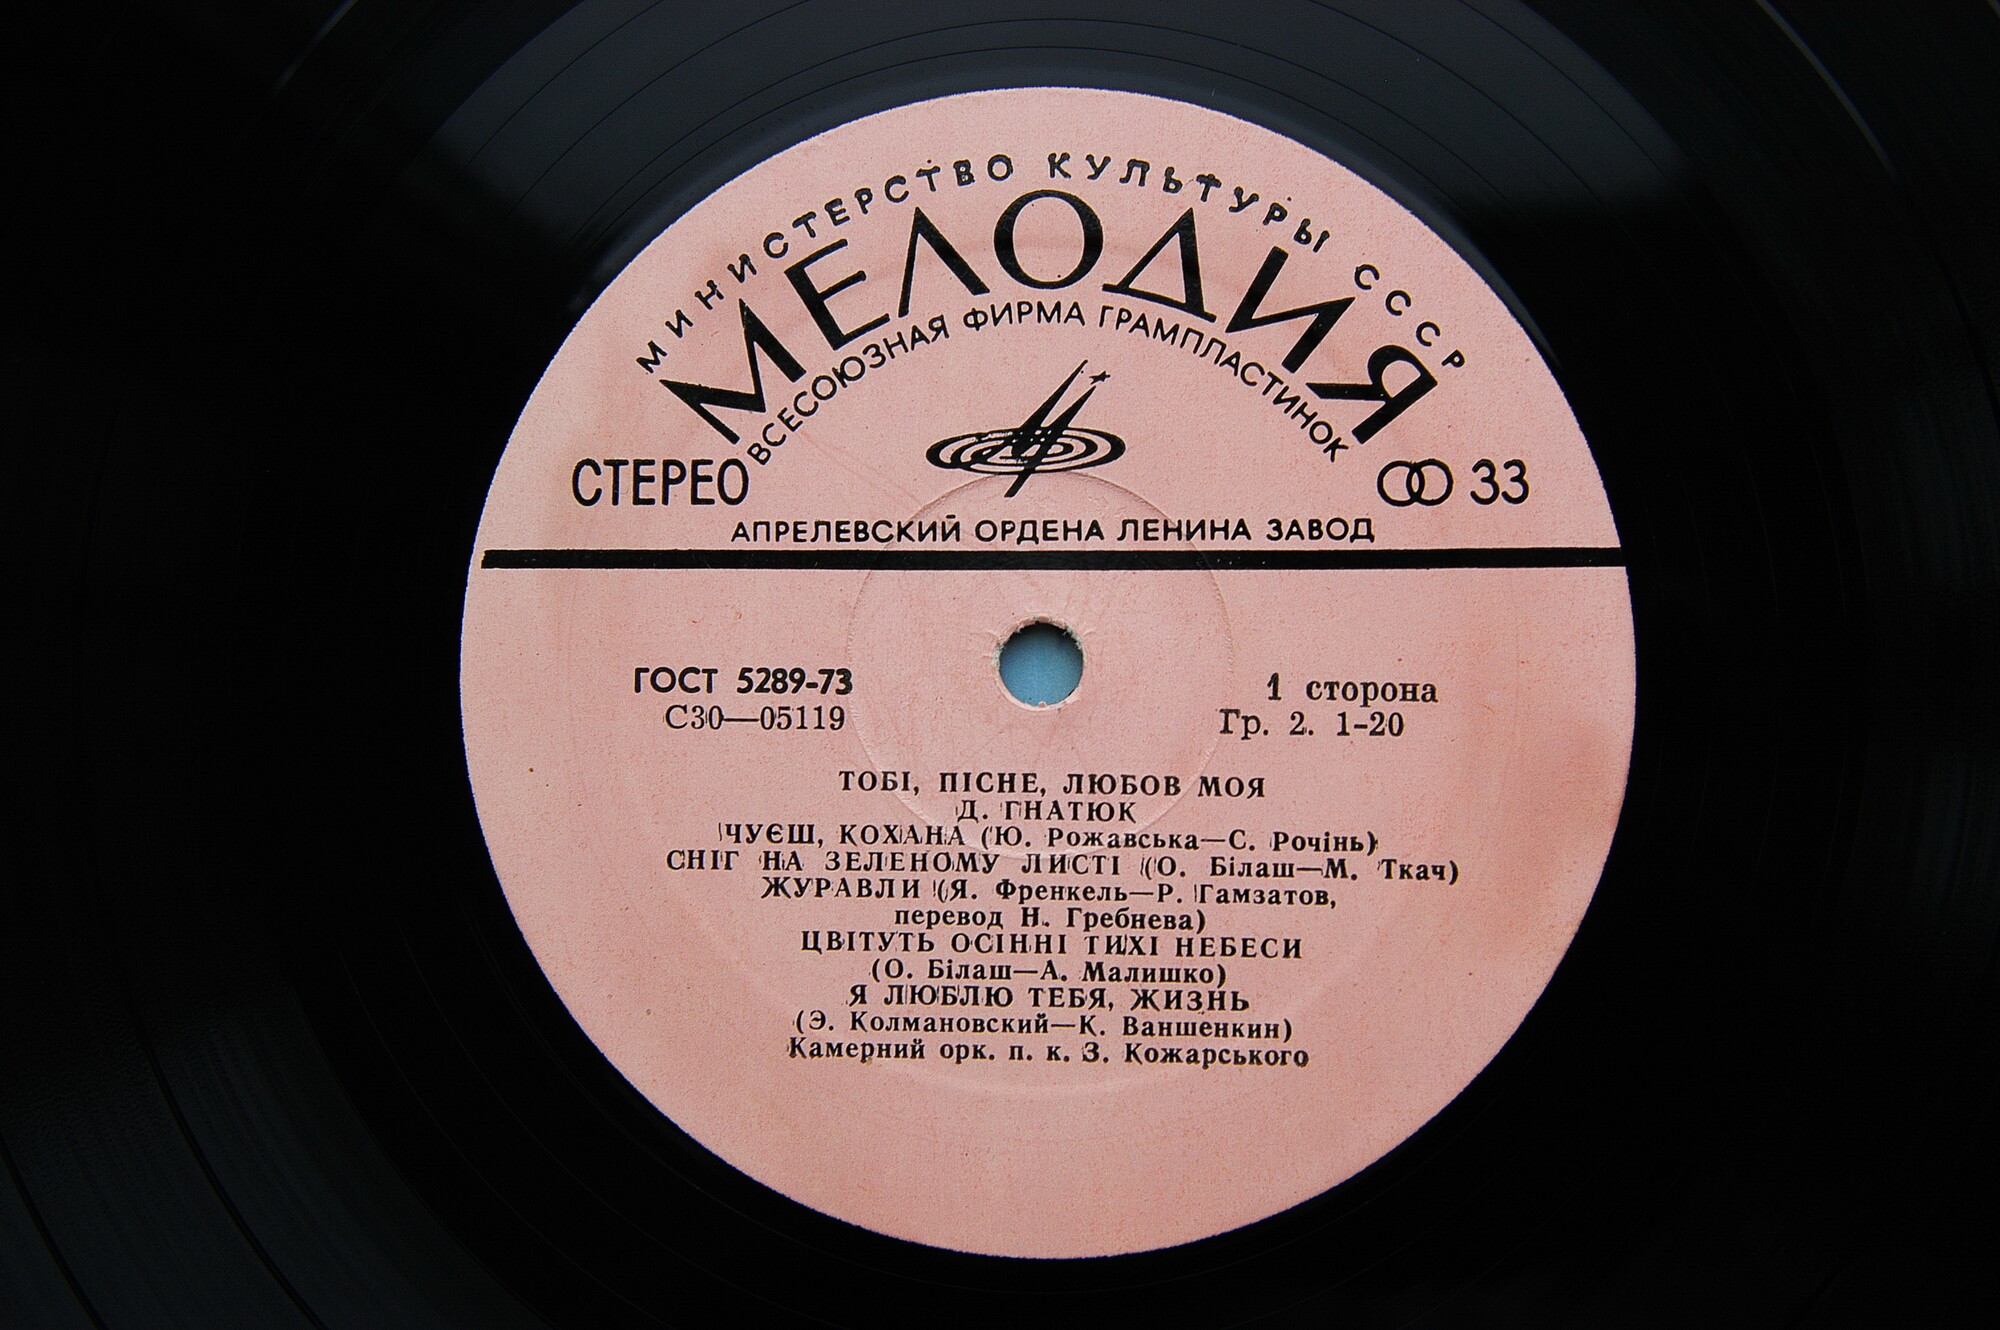 МИНИСТЕРСТВО КУЛЬТУРЫ СССР
МЕЛОДИЯ
ВСЕСОЮЗНАЯ ФИРМА ГРАМПЛАСТИНОК
СТЕРЕО
33
АПРЕЛЕВСКИЙ ОРДЕНА ЛЕНИНА ЗАВОД
ГОСТ 5289-73
С30—05119
1 сторона
Гр. 2. 1-20
ТОБІ, ПІСНЕ, ЛЮБОВ МОЯ
Д. ГНАТЮК
ЧУЄШ, КОХАНА (Ю. Рожавська—С. Рочінь)
СНІГ НА ЗЕЛЕНОМУ ЛИСТІ (О. Білаш—М. Ткач)
ЖУРАВЛИ (Я. Френкель—Р. Гамзатов,
перевод Н. Гребнева)
ЦВІТУТЬ ОСІННІ ТИХІ НЕБЕСИ
(О. Білаш—А. Малишко)
Я ЛЮБЛЮ ТЕБЯ, ЖИЗНЬ
(Э. Колмановский—К. Ваншенкин)
Камерний орк. п. к. З. Кожарського